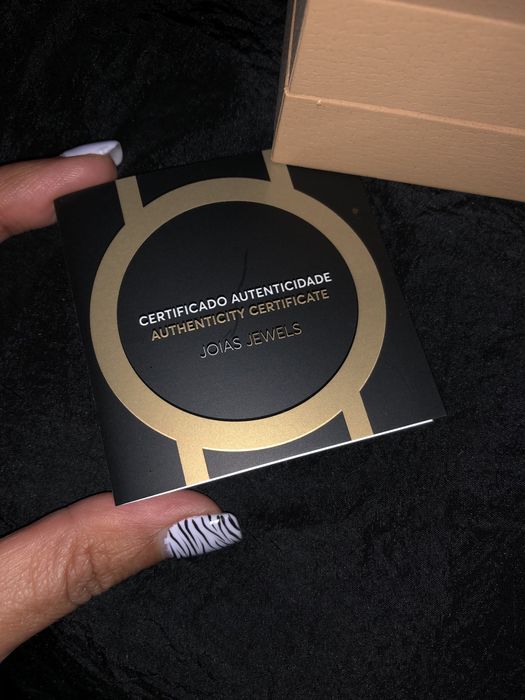 CERTIFICADO AUTENTICIDADE
AUTHENTICITY CERTIFICATE
JOIAS JEWELS